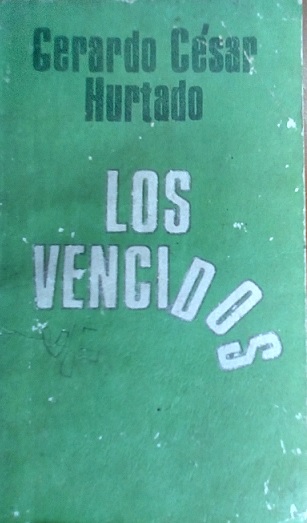 Gerardo César
Hurtado
LOS
VENCIDOS